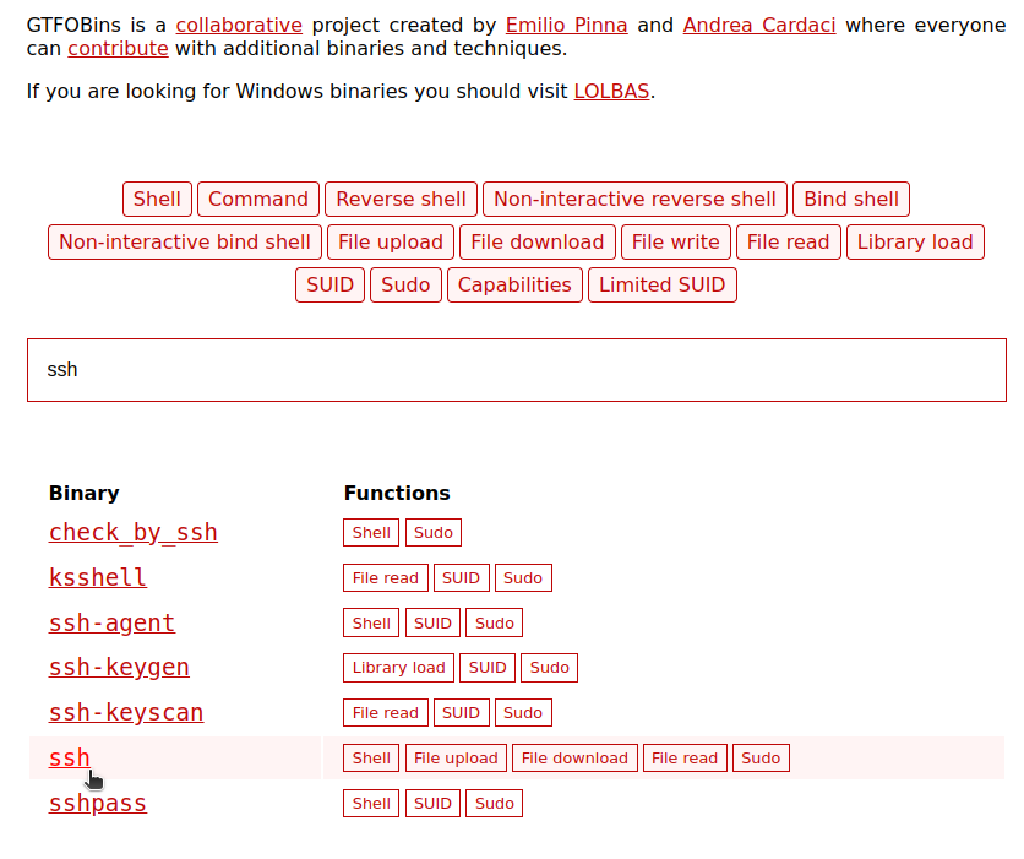 GTFOBins is a collaborative project created by Emilio Pinna and Andrea Cardaci where everyone
can contribute with additional binaries and techniques.
If you are looking for Windows binaries you should visit LOLBAS.
Shell Command Reverse shell Non-interactive reverse shell Bind shell
Non-interactive bind shell File upload File download File write File read Library load
SUID Sudo Capabilities Limited SUID
ssh
Binary Functions
check_by_ssh Shell Sudo
ksshell File read SUID Sudo
ssh-agent Shell SUID Sudo
ssh-keygen Library load SUID Sudo
ssh-keyscan File read SUID Sudo
ssh Shell File upload File download File read Sudo
sshpass Shell SUID Sudo